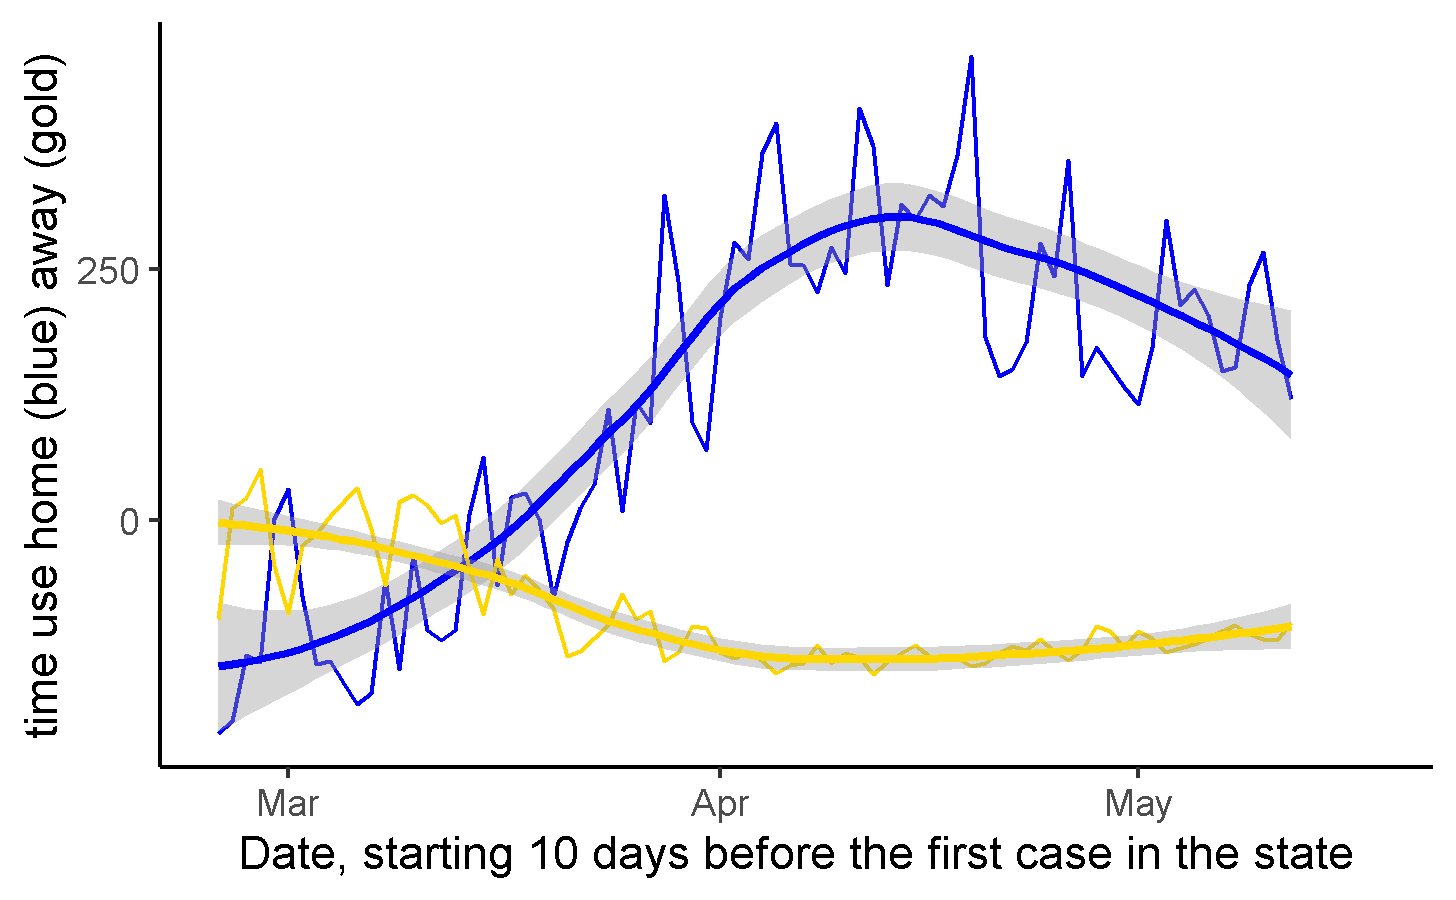 time use home (blue) away (gold)
250
0
Mar Apr May
Date, starting 10 days before the first case in the state